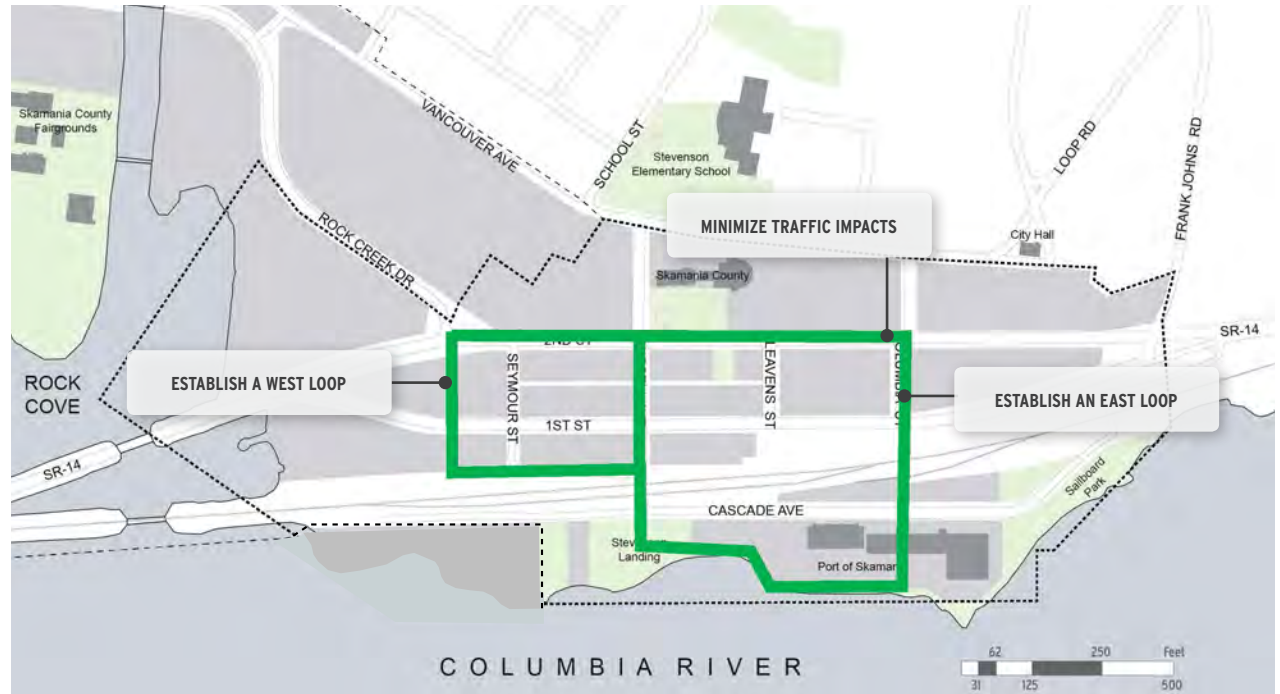 Skamania County
Fairgrounds
VANCOUVER AVE
SCHOOL ST
Stevenson
Elementary School
LOOP RD
FRANK JOHNS RD
City Hall
MINIMIZE TRAFFIC IMPACTS
ROCK CREEK DR
Skamania County
SR-14
2ND ST
ESTABLISH A WEST LOOP
ROCK
COVE
SEYMOUR ST
LEAVENS ST
ESTABLISH AN EAST LOOP
1ST ST
SR-14
Sailboard
Park
CASCADE AVE
Landing
Port of
COLUMBIA RIVER
62 250 Feet
31 125 500